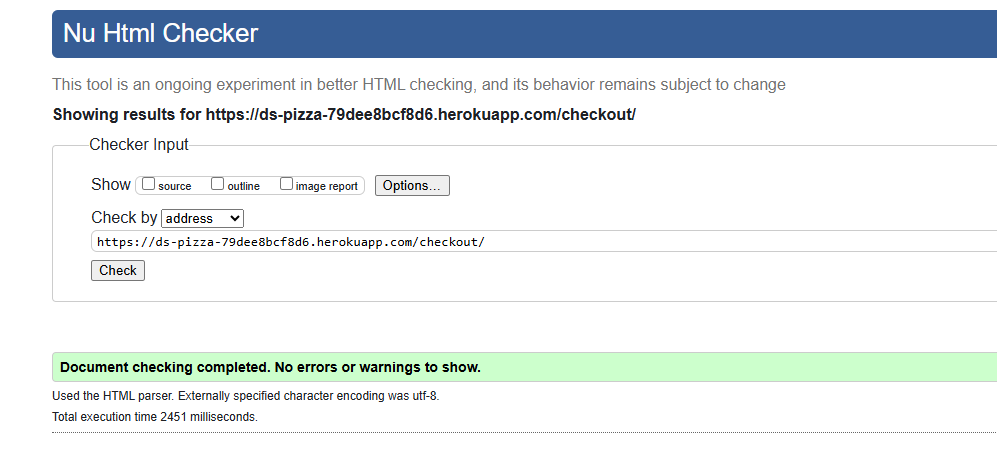 Nu Html Checker
This tool is an ongoing experiment in better HTML checking, and its behavior remains subject to change
Showing results for https://ds-pizza-79dee8bcf8d6.herokuapp.com/checkout/
Checker Input
Show source outline image report Options...
Check by address
https://ds-pizza-79dee8bcf8d6.herokuapp.com/checkout/
Check
Document checking completed. No errors or warnings to show.
Used the HTML parser. Externally specified character encoding was utf-8.
Total execution time 2451 milliseconds.